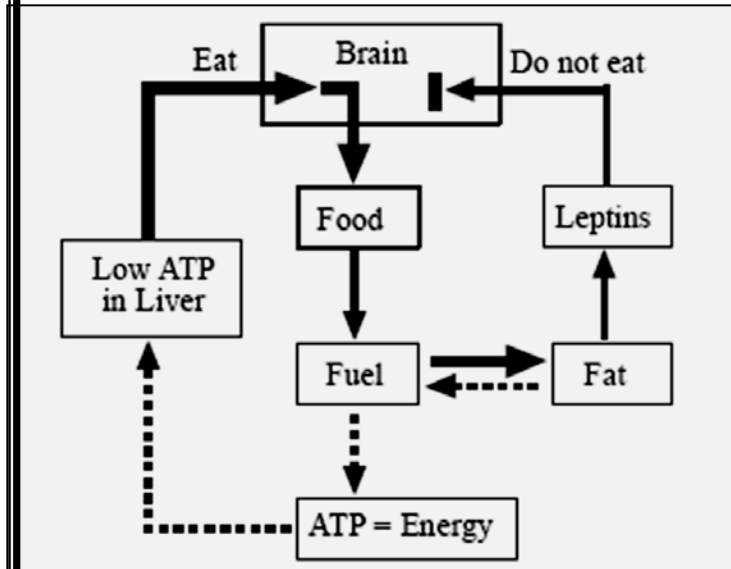 Eat
Brain
Do not eat
Food
Leptins
Low ATP
in Liver
Fuel
Fat
ATP = Energy